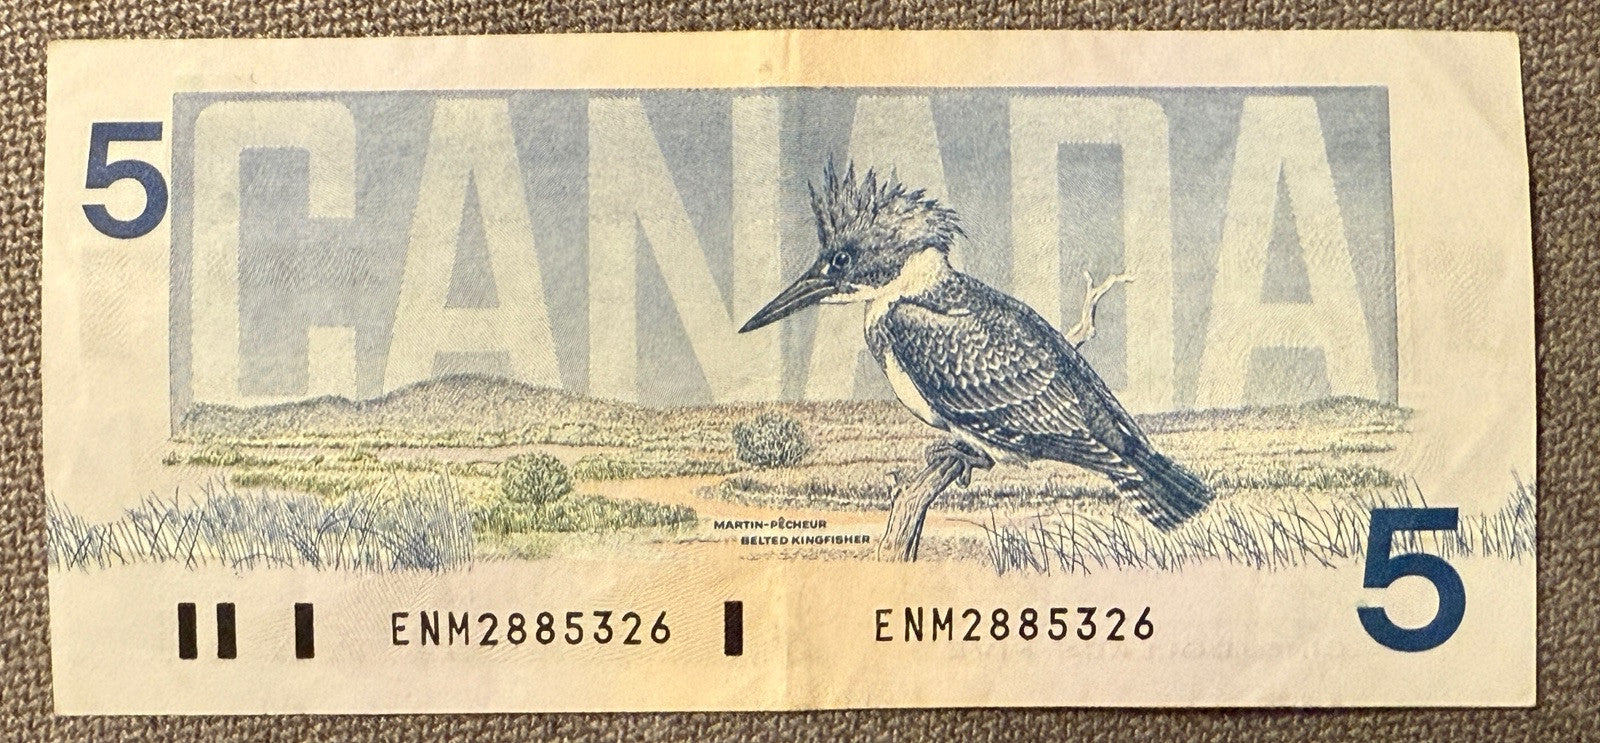 5
CANADA
MARTIN-PÊCHEUR
BELTED KINGFISHER
5
ENM2885326 ENM2885326